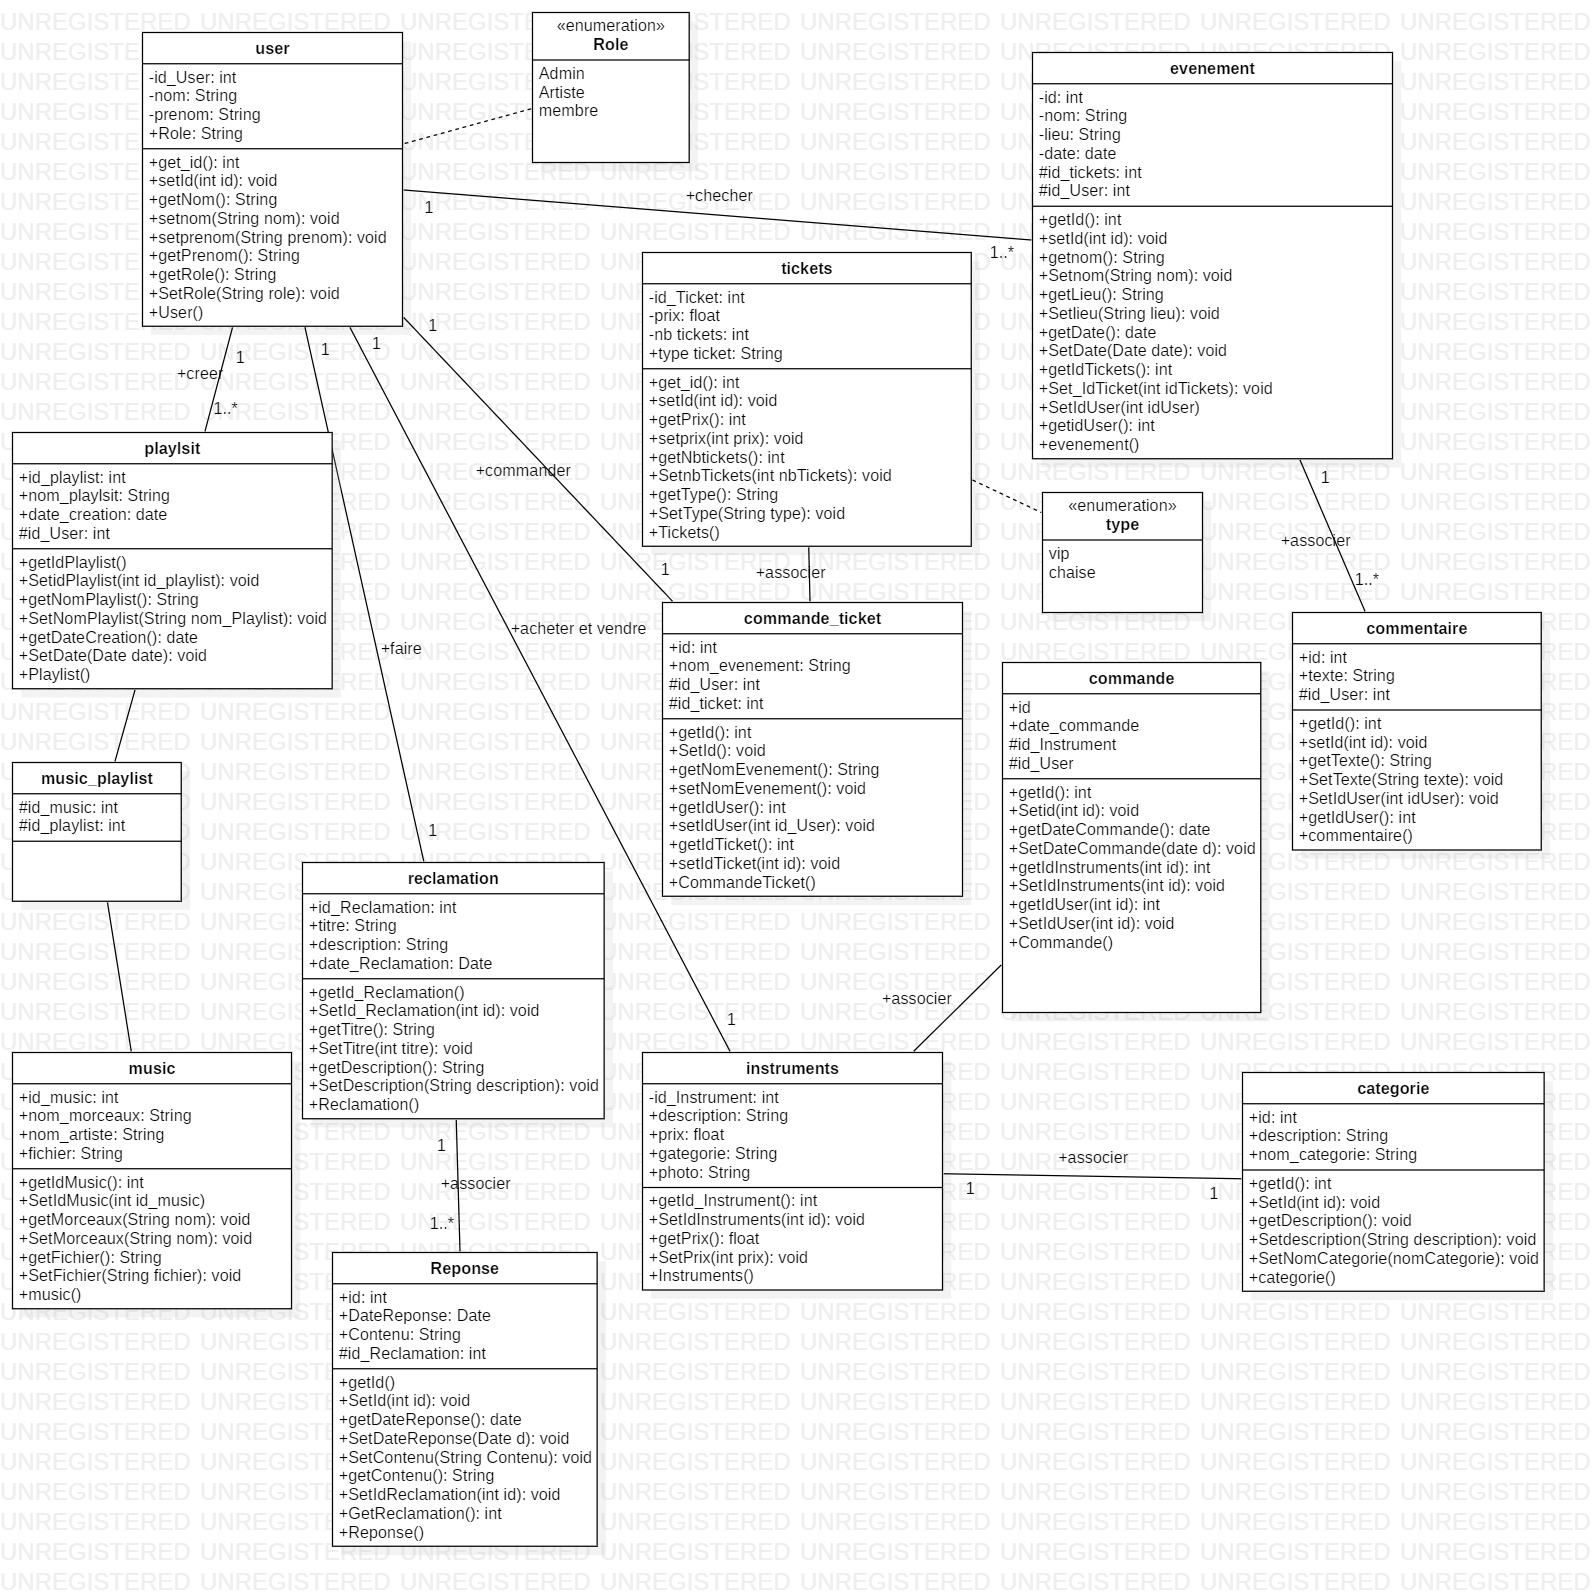 user
-id_User: int
-nom: String
-prenom: String
+Role: String
+get_id(): int
+setId(int id): void
+getNom(): String
+setnom(String nom): void
+setprenom(String prenom): void
+getPrenom(): String
+getRole(): String
+SetRole(String role): void
+User()
«enumeration»
Role
Admin
Artiste
membre
evenement
-id: int
-nom: String
-lieu: String
-date: date
#id_tickets: int
#id_User: int
+getId(): int
+setId(int id): void
+getnom(): String
+Setnom(String nom): void
+getLieu(): String
+Setlieu(String lieu): void
+getDate(): date
+SetDate(Date date): void
+getIdTickets(): int
+Set_IdTicket(int idTickets): void
+SetIdUser(int idUser)
+getidUser(): int
+evenement()
+checher
1
1..*
tickets
-id_Ticket: int
-prix: float
-nb tickets: int
+type ticket: String
+get_id(): int
+setId(int id): void
+getPrix(): int
+setprix(int prix): void
+getNbtickets(): int
+SetnbTickets(int nbTickets): void
+getType(): String
+SetType(String type): void
+Tickets()
1
+creer
1..*
1
1
1
+commander
1
«enumeration»
type
vip
chaise
1
+associer
1..*
playlsit
+id_playlist: int
+nom_playlsit: String
+date_creation: date
#id_User: int
+getIdPlaylist()
+SetidPlaylist(int id_playlist): void
+getNomPlaylist(): String
+SetNomPlaylist(String nom_Playlist): void
+getDateCreation(): date
+SetDate(Date date): void
+Playlist()
+faire
1
+acheter et vendre
1
+associer
commande_ticket
+id: int
+nom_evenement: String
#id_User: int
#id_ticket: int
+getId(): int
+SetId(): void
+getNomEvenement(): String
+setNomEvenement(): void
+getIdUser(): int
+setIdUser(int id_User): void
+getIdTicket(): int
+setIdTicket(int id): void
+CommandeTicket()
commande
+id
+date_commande
#id_Instrument
#id_User
+getId(): int
+Setid(int id): void
+getDateCommande(): date
+SetDateCommande(date d): void
+getIdInstruments(int id): int
+SetIdInstruments(int id): void
+getIdUser(int id): int
+SetIdUser(int id): void
+Commande()
commentaire
+id: int
+texte: String
#id_User: int
+getId(): int
+setId(int id): void
+getTexte(): String
+SetTexte(String texte): void
+SetIdUser(int idUser): void
+getIdUser(): int
+commentaire()
music_playlist
#id_music: int
#id_playlist: int
reclamation
+id_Reclamation: int
+titre: String
+description: String
+date_Reclamation: Date
+getId_Reclamation()
+SetId_Reclamation(int id): void
+getTitre(): String
+SetTitre(int titre): void
+getDescription(): String
+SetDescription(String description): void
+Reclamation()
+associer
music
+id_music: int
+nom_morceaux: String
+nom_artiste: String
+fichier: String
+getIdMusic(): int
+SetIdMusic(int id_music)
+getMorceaux(String nom): void
+SetMorceaux(String nom): void
+getFichier(): String
+SetFichier(String fichier): void
+music()
instruments
-id_Instrument: int
+description: String
+prix: float
+gategorie: String
+photo: String
+getId_Instrument(): int
+SetIdInstruments(int id): void
+getPrix(): float
+SetPrix(int prix): void
+Instruments()
+associer
1
1
categorie
+id: int
+description: String
+nom_categorie: String
+getId(): int
+SetId(int id): void
+getDescription(): void
+Setdescription(String description): void
+SetNomCategorie(nomCategorie): void
+categorie()
1
+associer
1..*
Reponse
+id: int
+DateReponse: Date
+Contenu: String
#id_Reclamation: int
+getId()
+SetId(int id): void
+getDateReponse(): date
+SetDateReponse(Date d): void
+SetContenu(String Contenu): void
+getContenu(): String
+SetIdReclamation(int id): void
+GetReclamation(): int
+Reponse()
UNREGISTERED